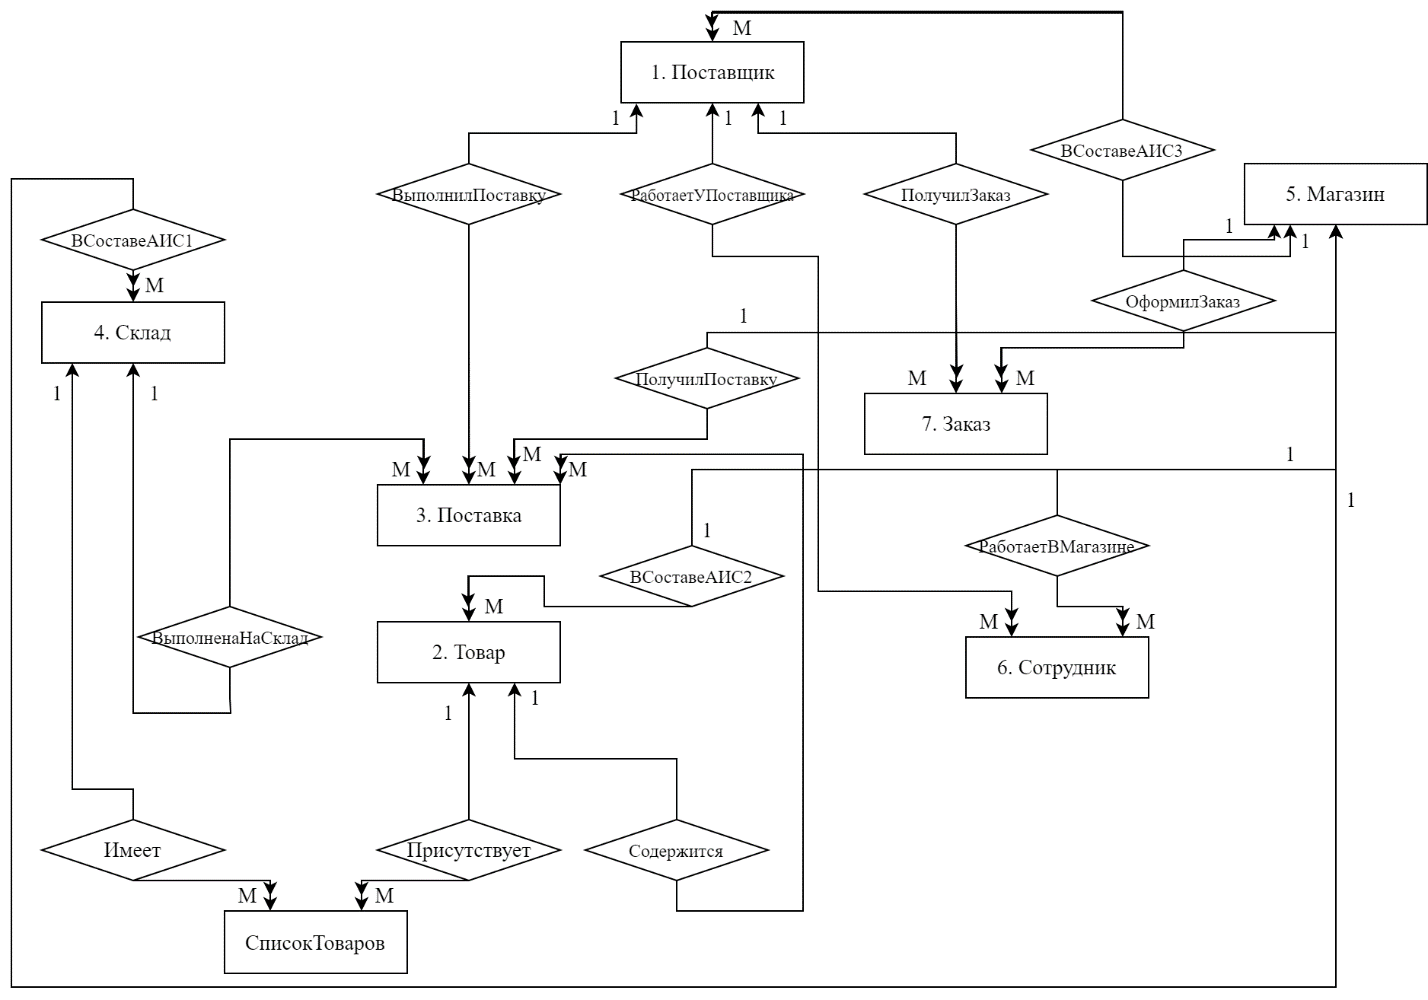 M
1. Поставщик
1
1
1
ВСоставеАИС3
ВыполнилПоставку
РаботаетУПоставщика
ПолучилЗаказ
5. Магазин
1
1
ВСоставеАИС1
M
ОформилЗаказ
4. Склад
1
ПолучилПоставку
M
M
1
1
7. Заказ
M
M
M
M
1
3. Поставка
1
1
РаботаетВМагазине
ВСоставеАИС2
M
M
M
ВыполненаНаСклад
2. Товар
6. Сотрудник
1
1
Имеет
Присутствует
Содержится
M
M
СписокТоваров